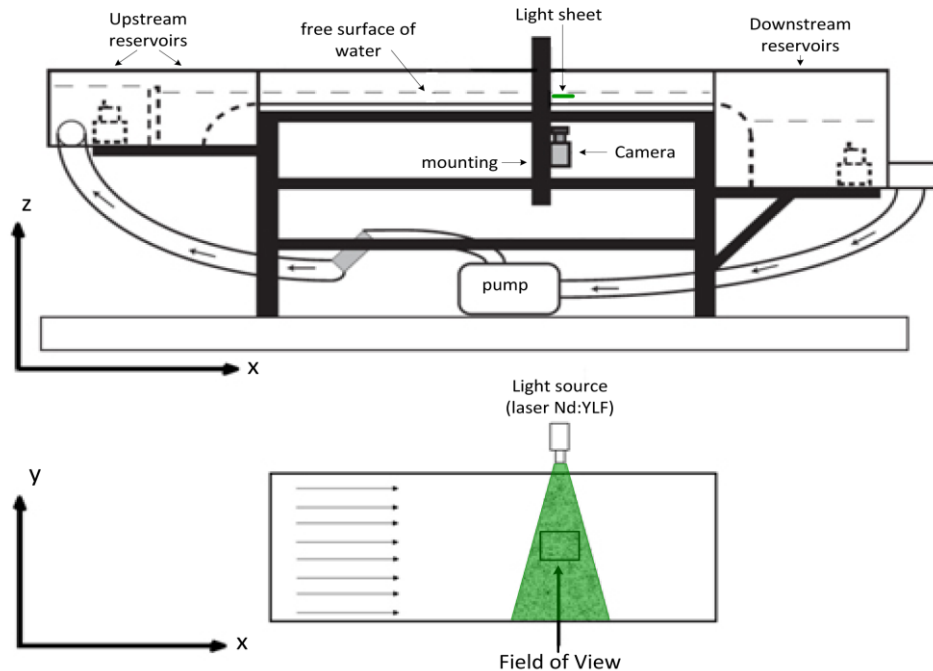 Upstream
reservoirs
free surface of
water
Light sheet
Downstream
reservoirs
mounting
Camera
z
pump
x
Light source
(laser Nd:YLF)
y
x
Field of View